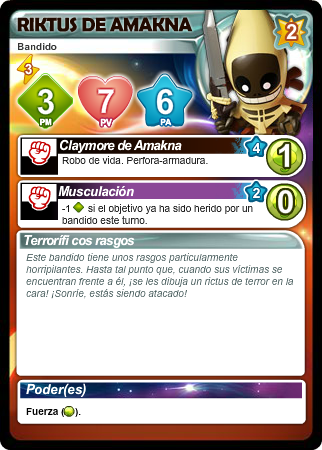 RIKTUS DE AMAKNA
2
Bandido
3
3
PM
7
PV
6
PA
Claymore de Amakna
4
1
Robo de vida. Perfora-armadura.
Musculación
2
0
-1 si el objetivo ya ha sido herido por un
bandido este turno.
Terrorífi cos rasgos
Este bandido tiene unos rasgos particularmente
horripilantes. Hasta tal punto que, cuando sus víctimas se
encuentran frente a él, ¡se les dibuja un rictus de terror en la
cara! ¡Sonríe, estás siendo atacado!
Poder(es)
Fuerza ( ).